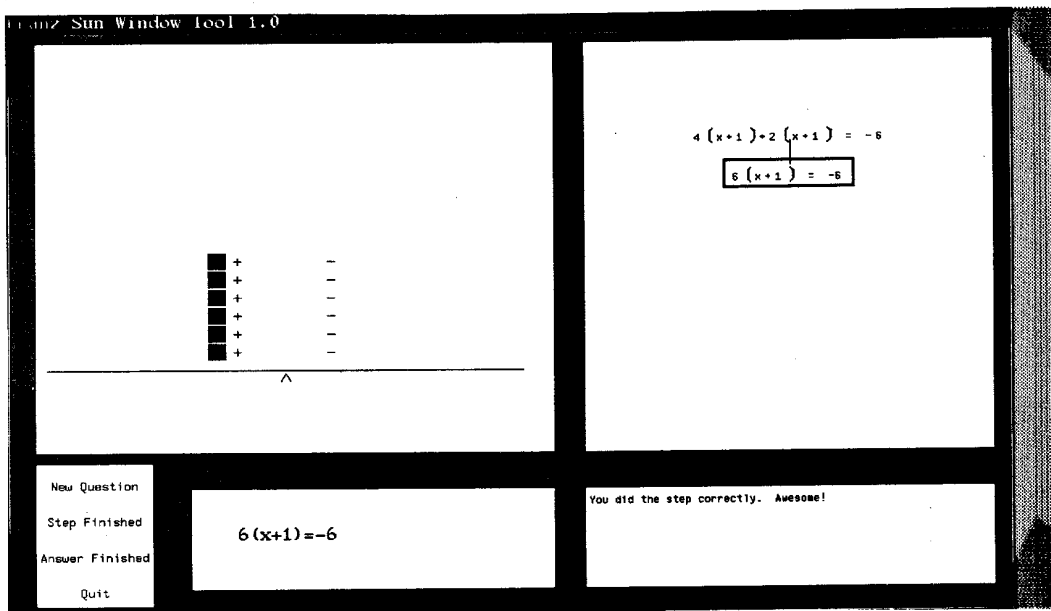 Franz Sun Window Tool 1.0
+ −
+ −
+ −
+ −
+ −
+ −
^
4 (x+1)+2 (x+1) = -6
6 (x+1) = -6
New Question
Step Finished
Answer Finished
Quit
6(x+1)=-6
You did the step correctly. Awesome!